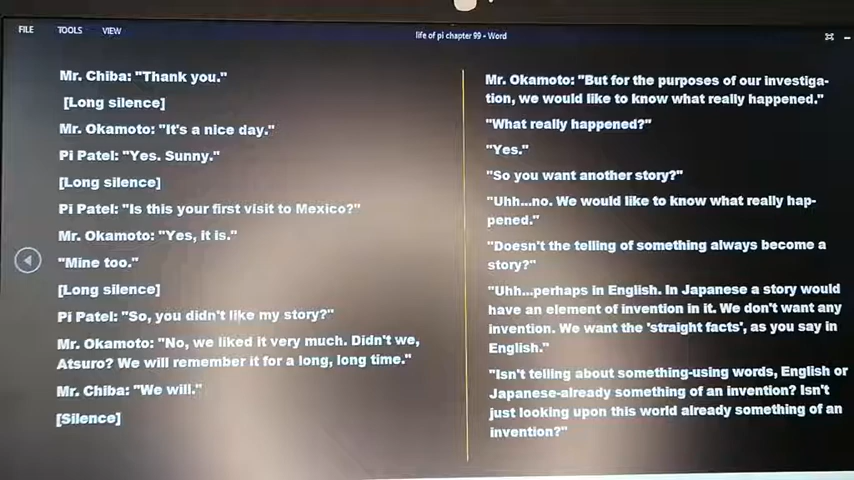 FILE TOOLS VIEW
life of pi chapter 99 - Word
Mr. Chiba: "Thank you."
[Long silence]
Mr. Okamoto: "It's a nice day."
Pi Patel: "Yes. Sunny."
[Long silence]
Pi Patel: "Is this your first visit to Mexico?"
Mr. Okamoto: "Yes, it is."
"Mine too."
[Long silence]
Pi Patel: "So, you didn't like my story?"
Mr. Okamoto: "No, we liked it very much. Didn't we,
Atsuro? We will remember it for a long, long time."
Mr. Chiba: "We will."
[Silence]
Mr. Okamoto: "But for the purposes of our investiga-
tion, we would like to know what really happened."
"What really happened?"
"Yes."
"So you want another story?"
"Uhh...no. We would like to know what really hap-
pened."
"Doesn't the telling of something always become a
story?"
"Uhh...perhaps in English. In Japanese a story would
have an element of invention in it. We don't want any
invention. We want the 'straight facts', as you say in
English."
"Isn't telling about something-using words, English or
Japanese-already something of an invention? Isn't
just looking upon this world already something of an
invention?"